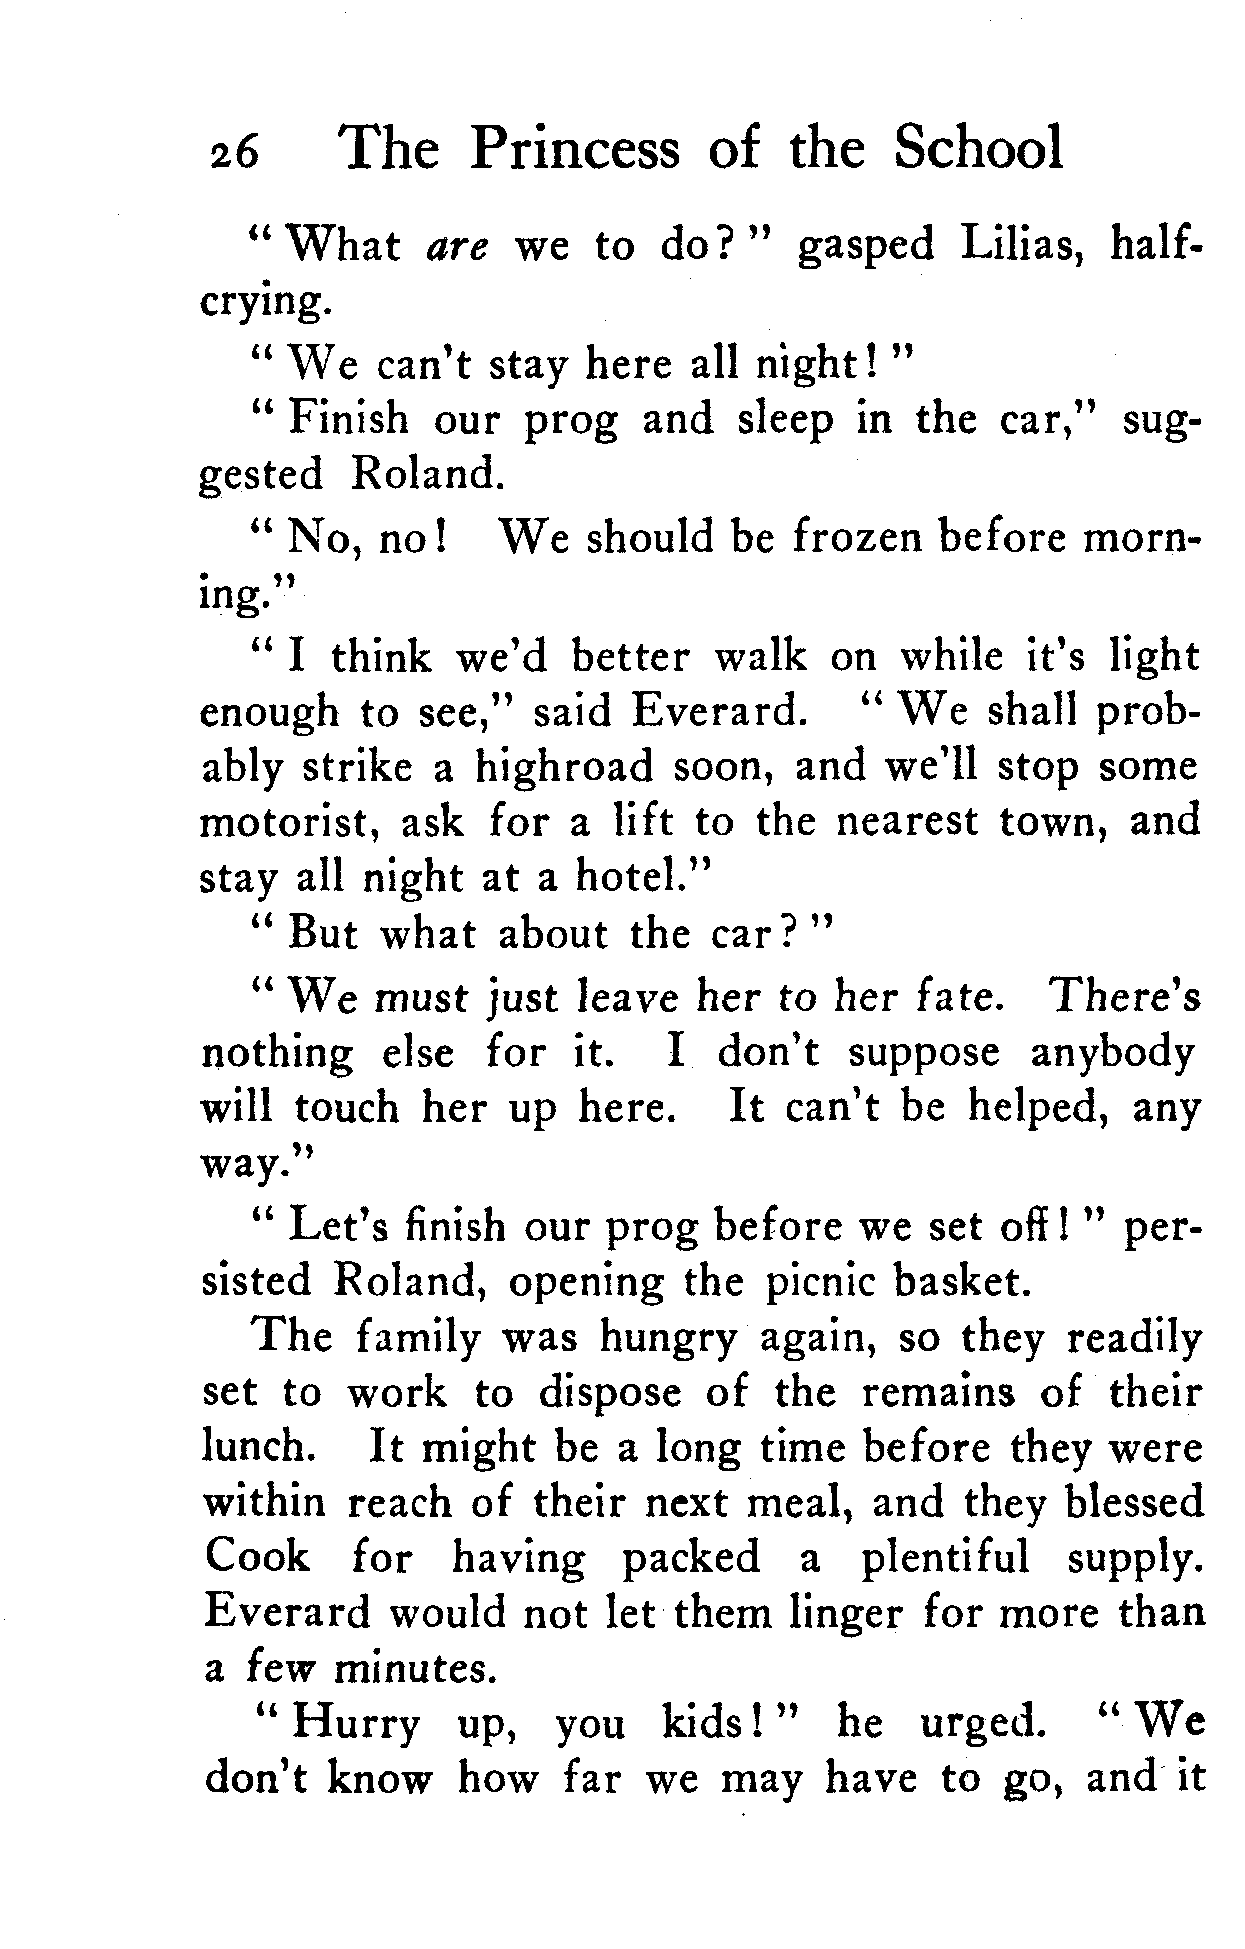 26 The Princess of the School
" What are we to do? " gasped Lilias, half-
crying.
" We can't stay here all night! "
" Finish our prog and sleep in the car," sug-
gested Roland.
" No, no! We should be frozen before morn-
ing."
" I think we'd better walk on while it's light
enough to see," said Everard. " We shall prob-
ably strike a highroad soon, and we'll stop some
motorist, ask for a lift to the nearest town, and
stay all night at a hotel."
" But what about the car? "
" We must just leave her to her fate. There's
nothing else for it. I don't suppose anybody
will touch her up here. It can't be helped, any
way."
" Let's finish our prog before we set off! " per-
sisted Roland, opening the picnic basket.
The family was hungry again, so they readily
set to work to dispose of the remains of their
lunch. It might be a long time before they were
within reach of their next meal, and they blessed
Cook for having packed a plentiful supply.
Everard would not let them linger for more than
a few minutes.
" Hurry up, you kids! " he urged. " We
don't know how far we may have to go, and it